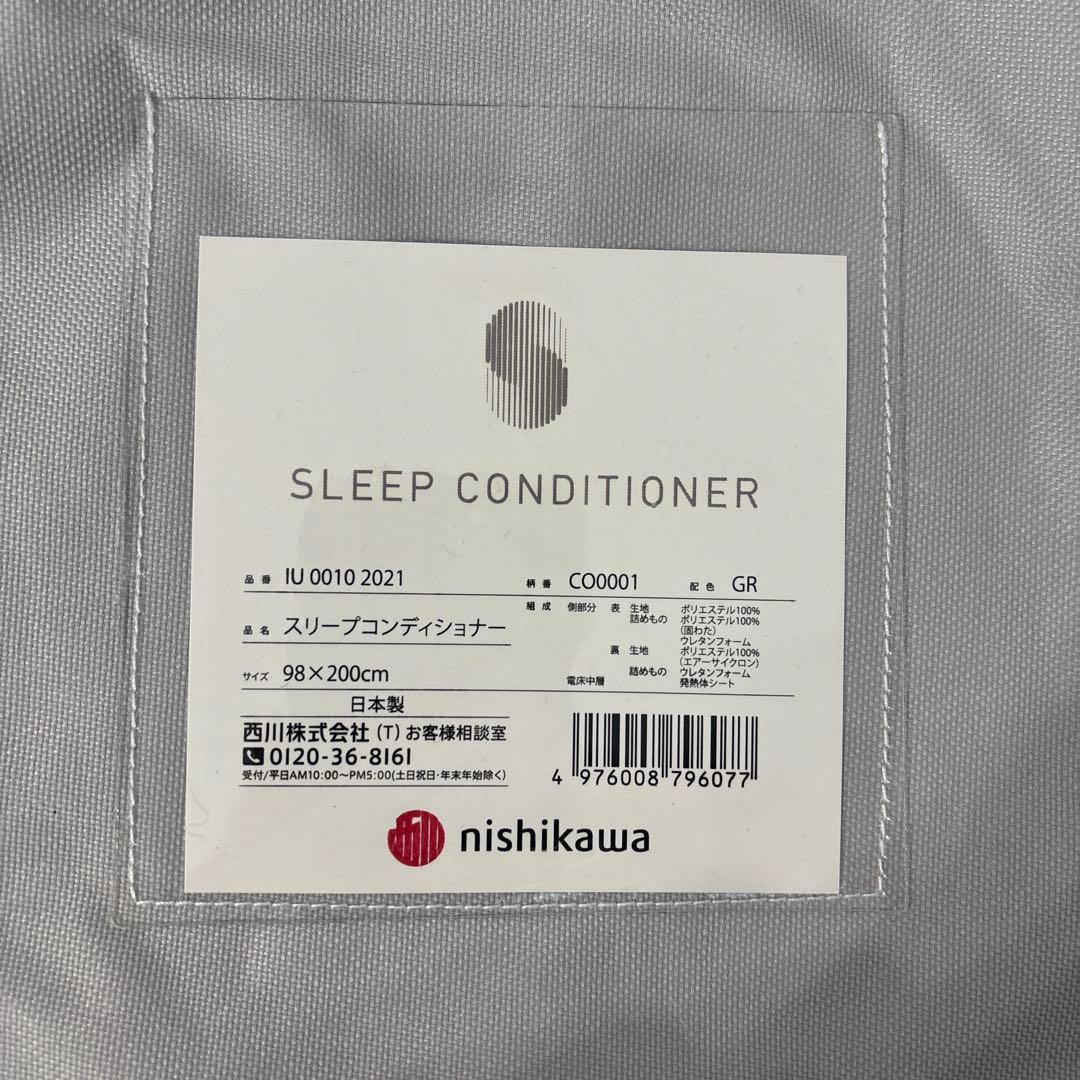 SLEEP CONDITIONER
品番 IU 0010 2021
柄番 CO0001 配色 GR
品名 スリープコンディショナー
サイズ 98×200cm
組成 側部分 表 生地 ポリエステル100%
詰めもの ポリエステル100%
(固わた)
ウレタンフォーム
裏 生地 ポリエステル100%
(エアーサイクロン)
詰めもの ウレタンフォーム
電床中層 発熱体シート
日本製
西川株式会社 (T) お客様相談室
0120-36-8161
受付/平日AM10:00～PM5:00(土日祝日・年末年始除く)
4 976008 796077
nishikawa